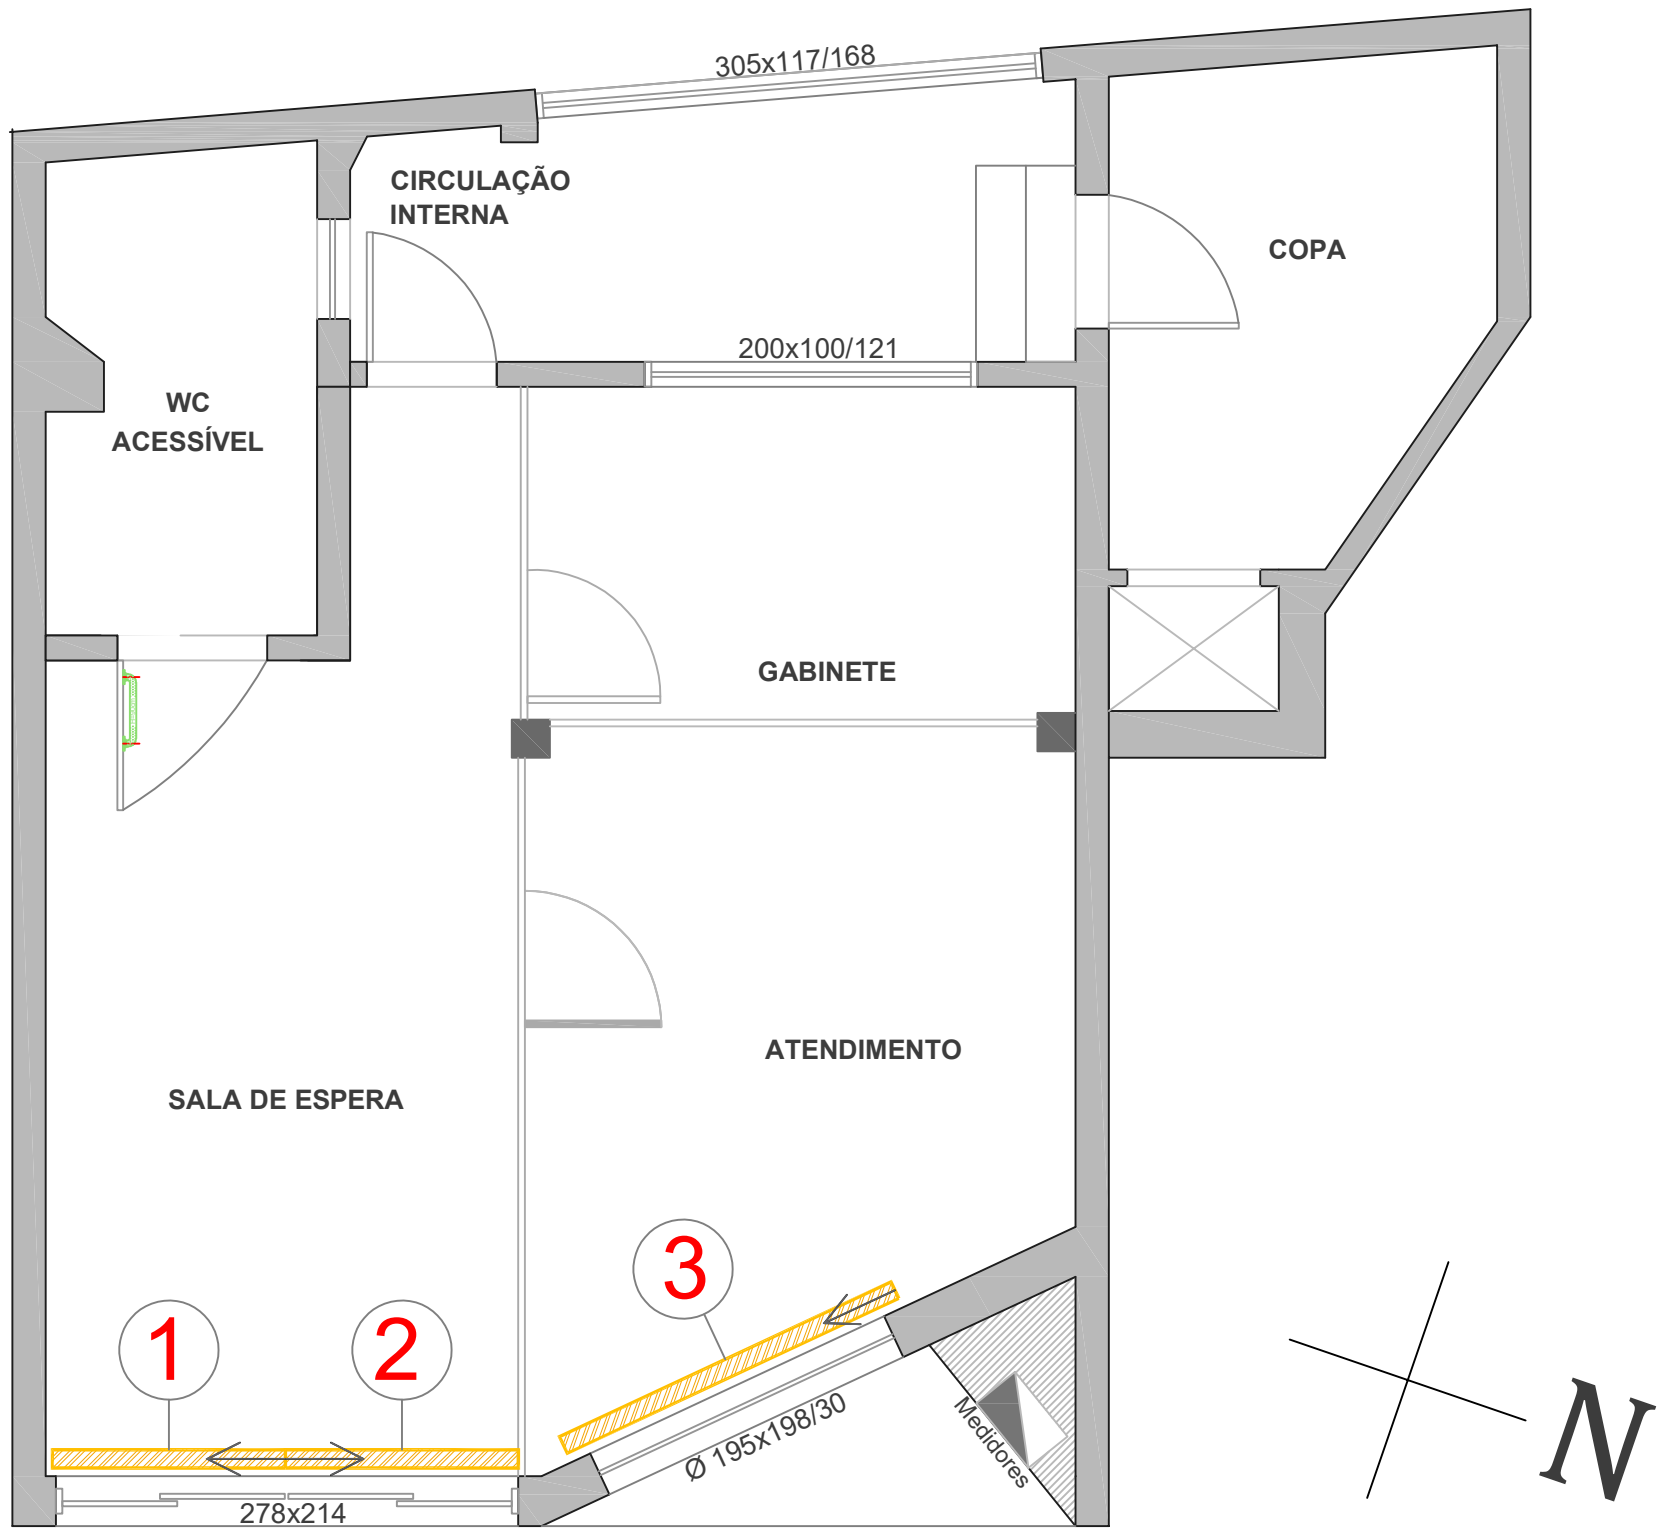 305x117/168
CIRCULAÇÃO
INTERNA
COPA
200x100/121
WC
ACESSÍVEL
GABINETE
ATENDIMENTO
SALA DE ESPERA
3
1
2
Ø 195x198/30
Medidores
278x214
N